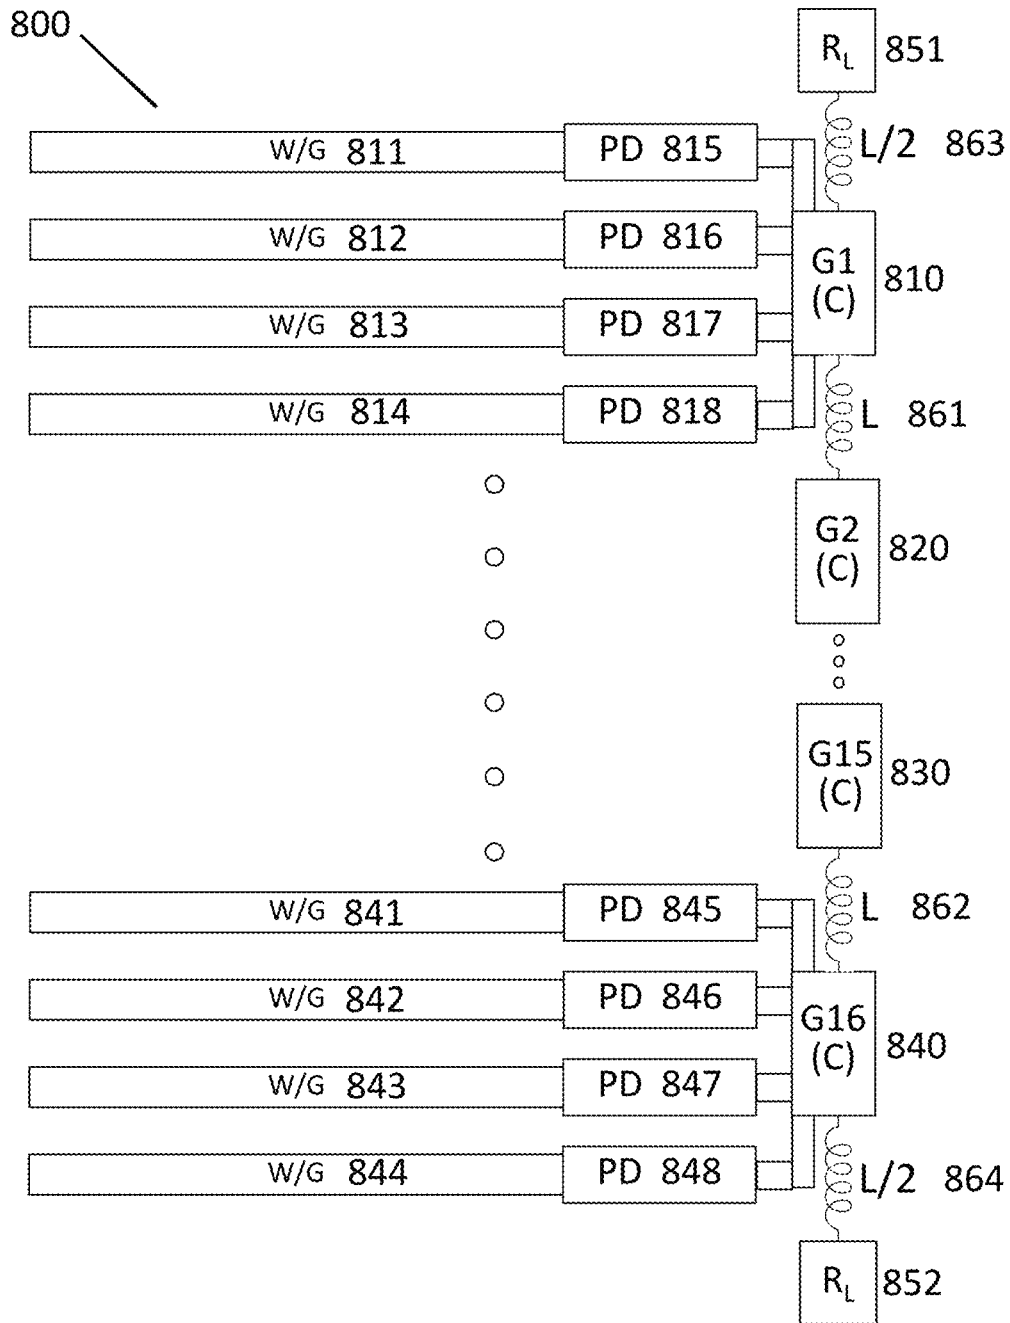 800
R_L 851
L/2 863
W/G 811 PD 815
W/G 812 PD 816
G1
(C)
810
W/G 813 PD 817
W/G 814 PD 818
L 861
G2
(C)
820
G15
(C)
830
W/G 841 PD 845
L 862
W/G 842 PD 846
G16
(C)
840
W/G 843 PD 847
W/G 844 PD 848
L/2 864
R_L 852